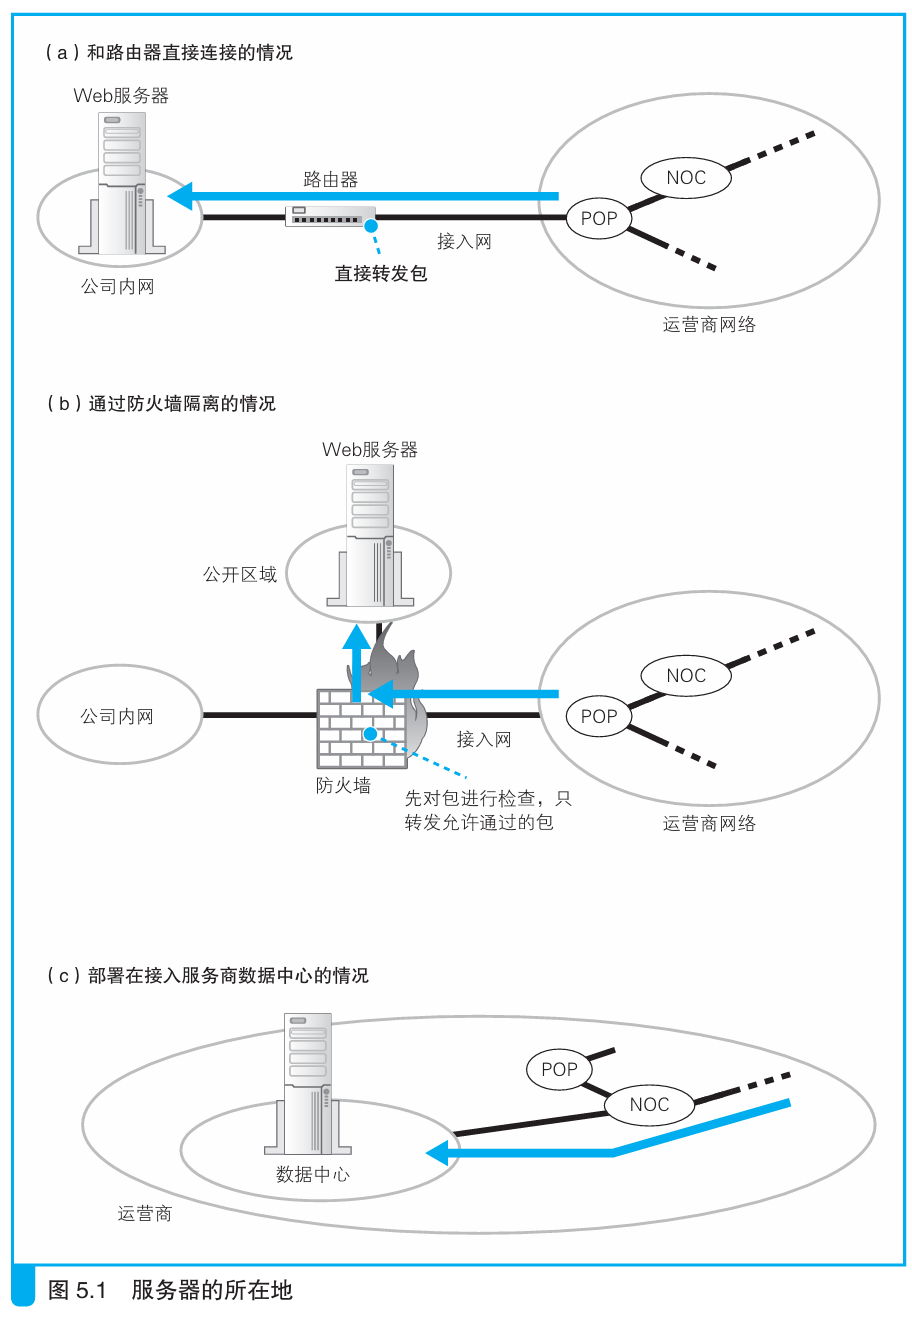 （a）和路由器直接连接的情况
Web服务器
路由器
NOC
POP
接入网
直接转发包
公司内网
运营商网络
（b）通过防火墙隔离的情况
Web服务器
公开区域
NOC
公司内网
POP
接入网
防火墙
先对包进行检查，只
转发允许通过的包
运营商网络
（c）部署在接入服务商数据中心的情况
POP
NOC
数据中心
运营商
图 5.1 服务器的所在地